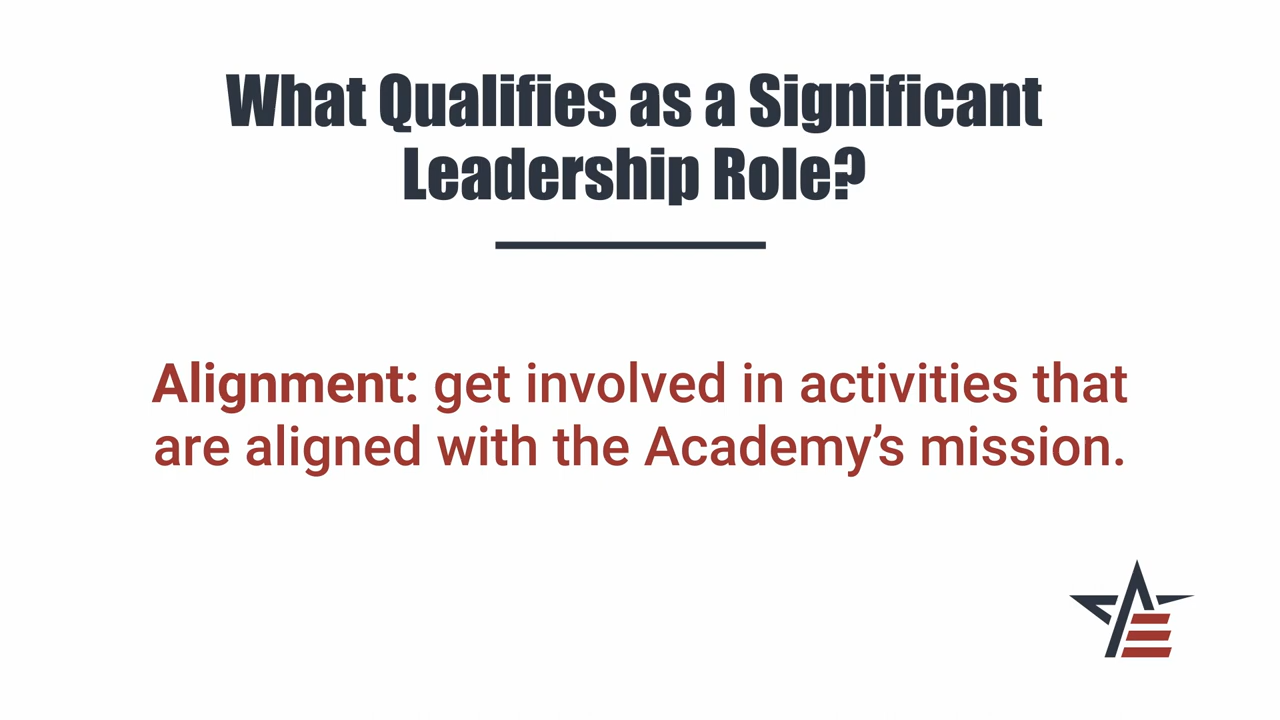 What Qualifies as a Significant
Leadership Role?
Alignment: get involved in activities that
are aligned with the Academy’s mission.